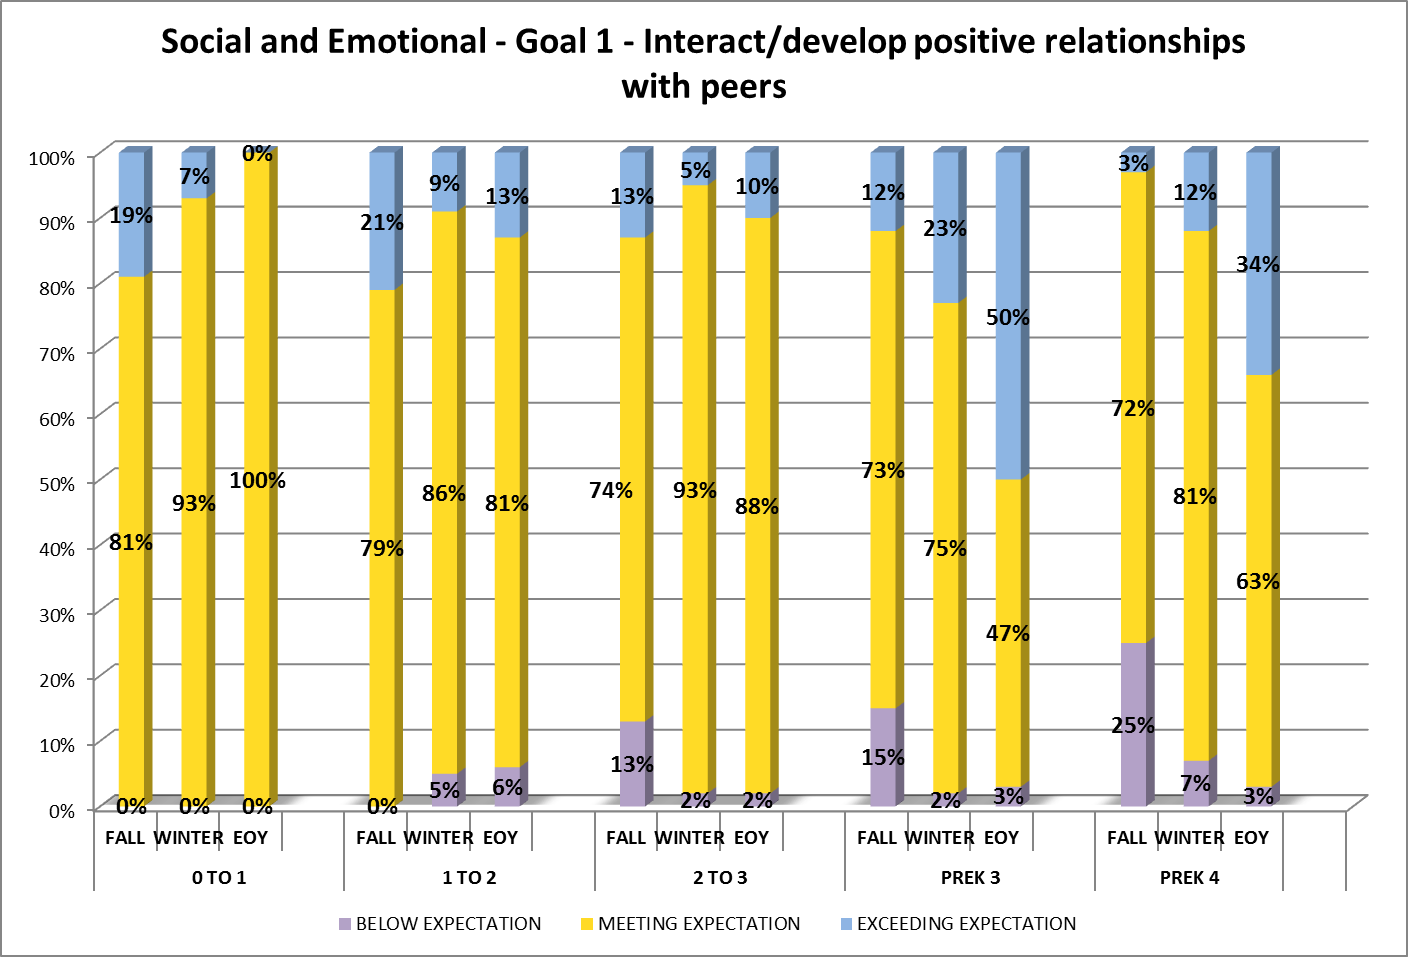 Social and Emotional - Goal 1 - Interact/develop positive relationships
with peers
100%
90%
80%
70%
60%
50%
40%
30%
20%
10%
0%
19% 7% 0% 21% 9% 13% 13% 5% 10% 12% 23% 50% 3% 12% 34%
81% 93% 100% 79% 86% 81% 74% 93% 88% 73% 75% 47% 72% 81% 63%
0% 0% 0% 0% 5% 6% 13% 2% 2% 15% 2% 3% 25% 7% 3%
FALL WINTER EOY FALL WINTER EOY FALL WINTER EOY FALL WINTER EOY FALL WINTER EOY
0 TO 1 1 TO 2 2 TO 3 PREK 3 PREK 4
BELOW EXPECTATION MEETING EXPECTATION EXCEEDING EXPECTATION